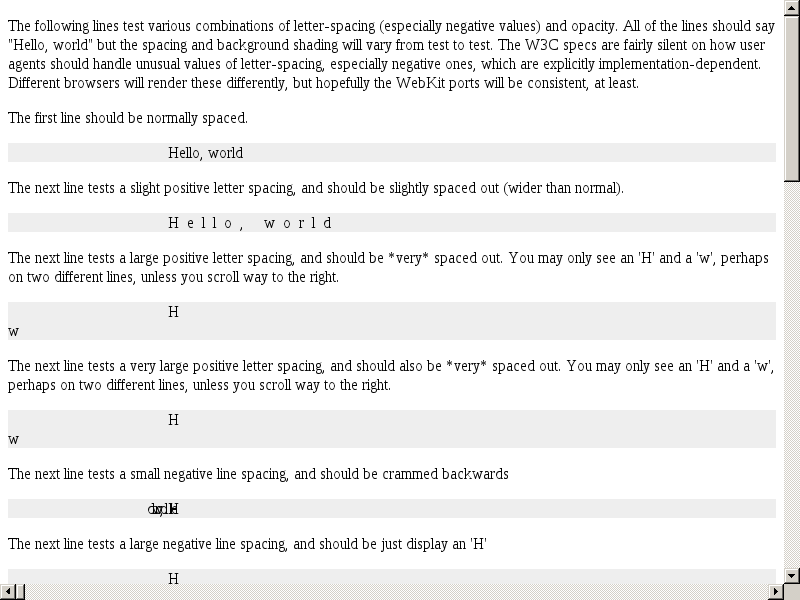 The following lines test various combinations of letter-spacing (especially negative values) and opacity. All of the lines should say
"Hello, world" but the spacing and background shading will vary from test to test. The W3C specs are fairly silent on how user
agents should handle unusual values of letter-spacing, especially negative ones, which are explicitly implementation-dependent.
Different browsers will render these differently, but hopefully the WebKit ports will be consistent, at least.
The first line should be normally spaced.
Hello, world
The next line tests a slight positive letter spacing, and should be slightly spaced out (wider than normal).
H e l l o ,   w o r l d
The next line tests a large positive letter spacing, and should be *very* spaced out. You may only see an 'H' and a 'w', perhaps
on two different lines, unless you scroll way to the right.
H
w
The next line tests a very large positive letter spacing, and should also be *very* spaced out. You may only see an 'H' and a 'w',
perhaps on two different lines, unless you scroll way to the right.
H
w
The next line tests a small negative line spacing, and should be crammed backwards
The next line tests a large negative line spacing, and should be just display an 'H'
H